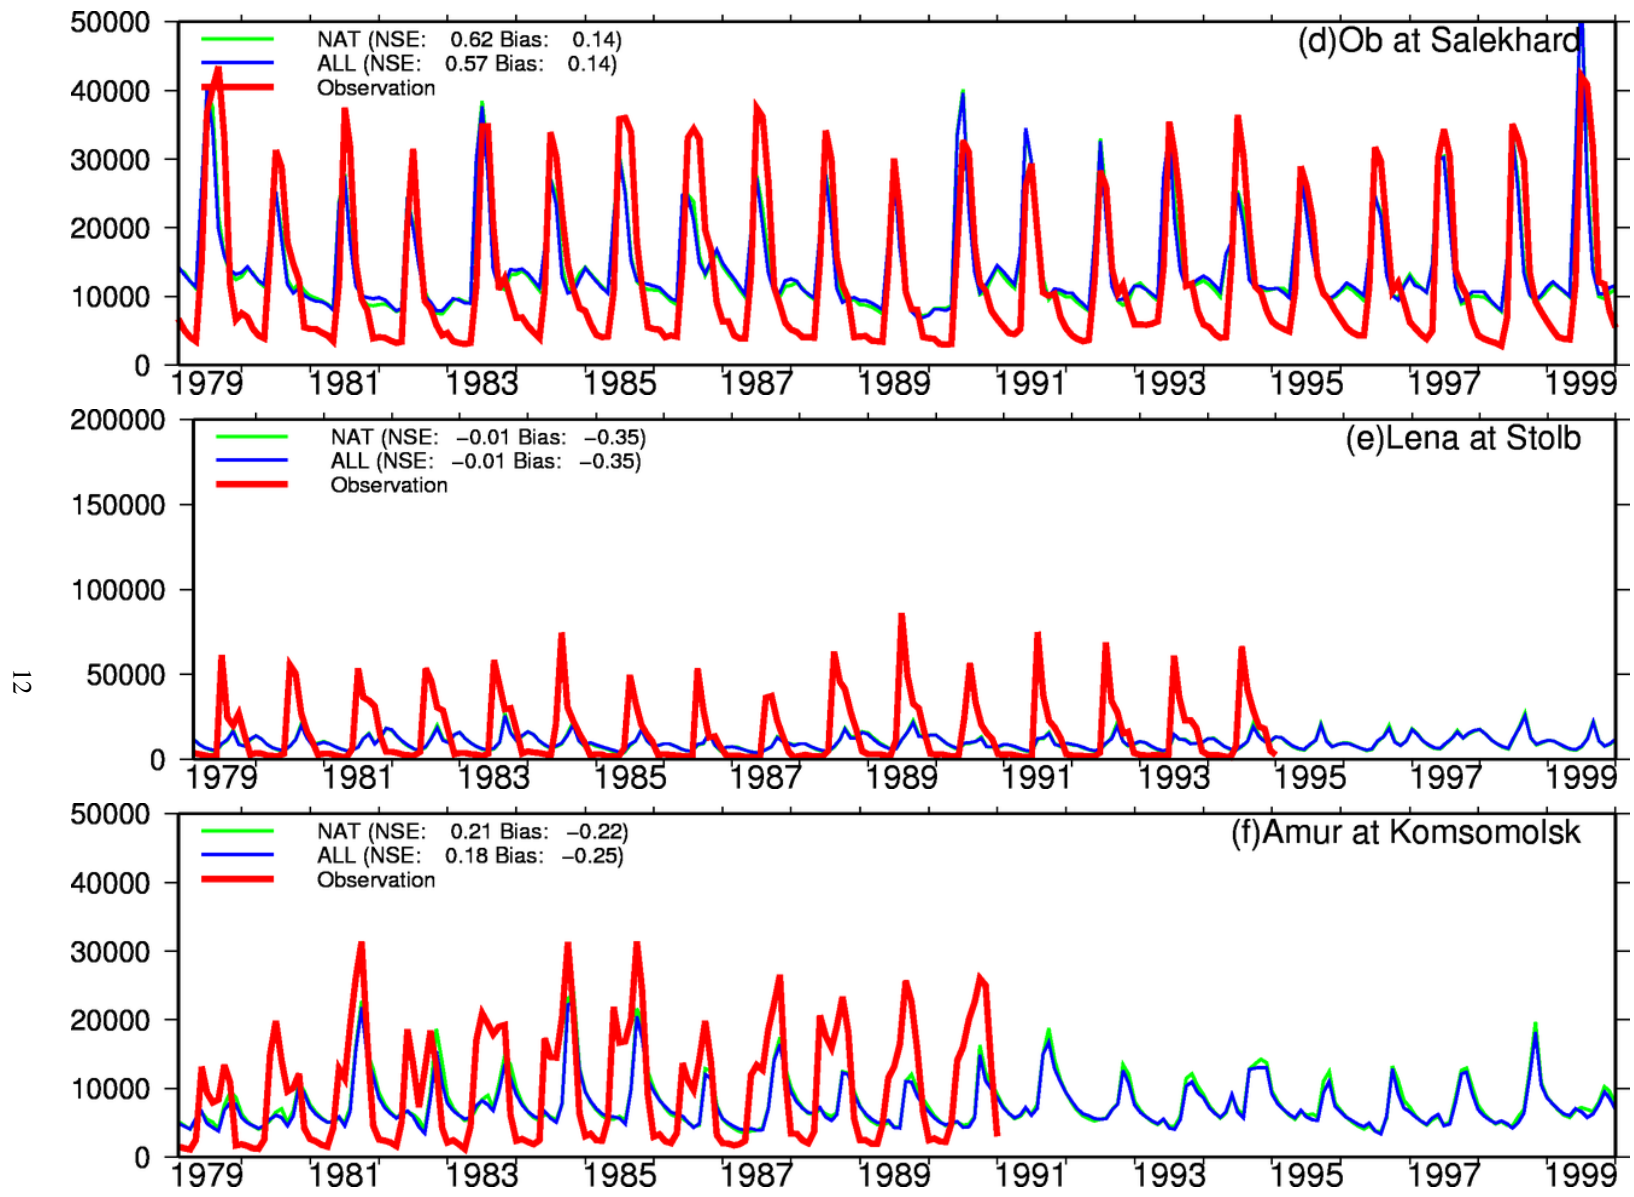 50000
40000
30000
20000
10000
0
NAT (NSE: 0.62 Bias: 0.14)
ALL (NSE: 0.57 Bias: 0.14)
Observation
(d)Ob at Salekhard
1979 1981 1983 1985 1987 1989 1991 1993 1995 1997 1999
200000
150000
100000
50000
0
NAT (NSE: −0.01 Bias: −0.35)
ALL (NSE: −0.01 Bias: −0.35)
Observation
(e)Lena at Stolb
1979 1981 1983 1985 1987 1989 1991 1993 1995 1997 1999
12
50000
40000
30000
20000
10000
0
NAT (NSE: 0.21 Bias: −0.22)
ALL (NSE: 0.18 Bias: −0.25)
Observation
(f)Amur at Komsomolsk
1979 1981 1983 1985 1987 1989 1991 1993 1995 1997 1999